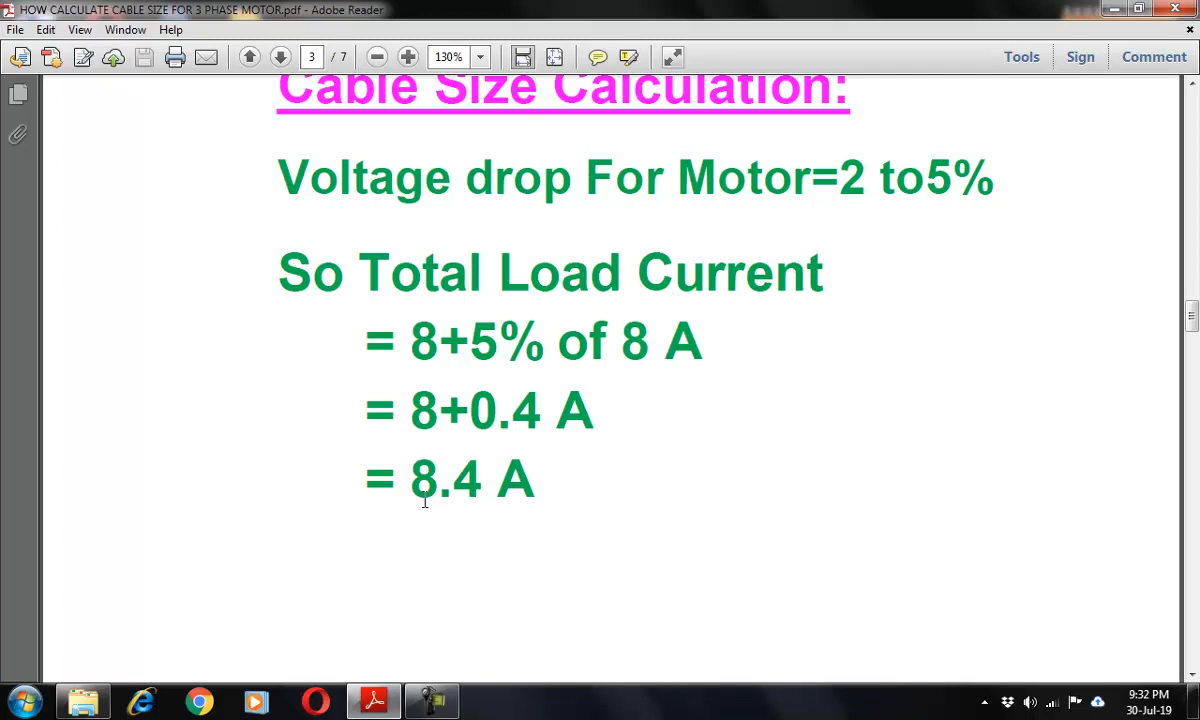 HOW CALCULATE CABLE SIZE FOR 3 PHASE MOTOR.pdf - Adobe Reader
File Edit View Window Help
3 / 7 130% Tools Sign Comment
Cable Size Calculation:
Voltage drop For Motor=2 to5%
So Total Load Current
= 8+5% of 8 A
= 8+0.4 A
= 8.4 A
9:32 PM
30-Jul-19